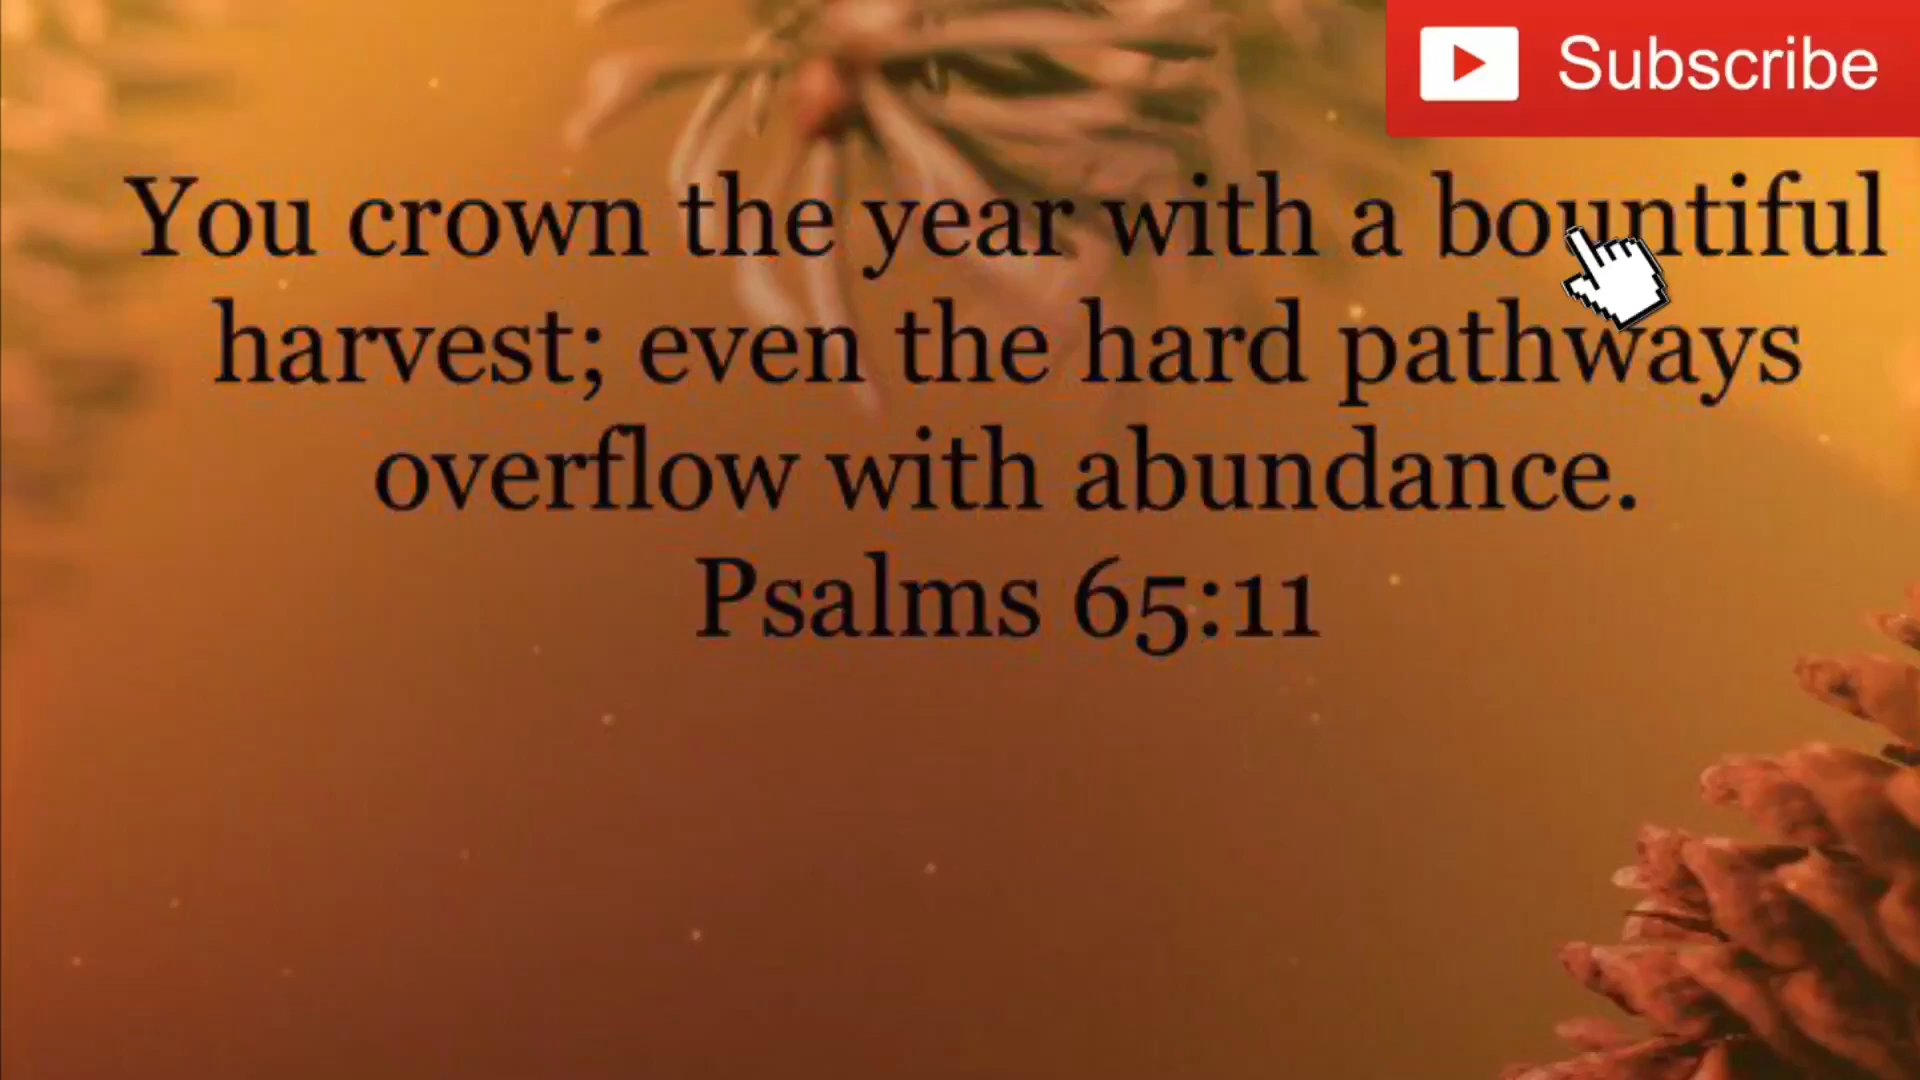 Subscribe
You crown the year with a bountiful
harvest; even the hard pathways
overflow with abundance.
Psalms 65:11